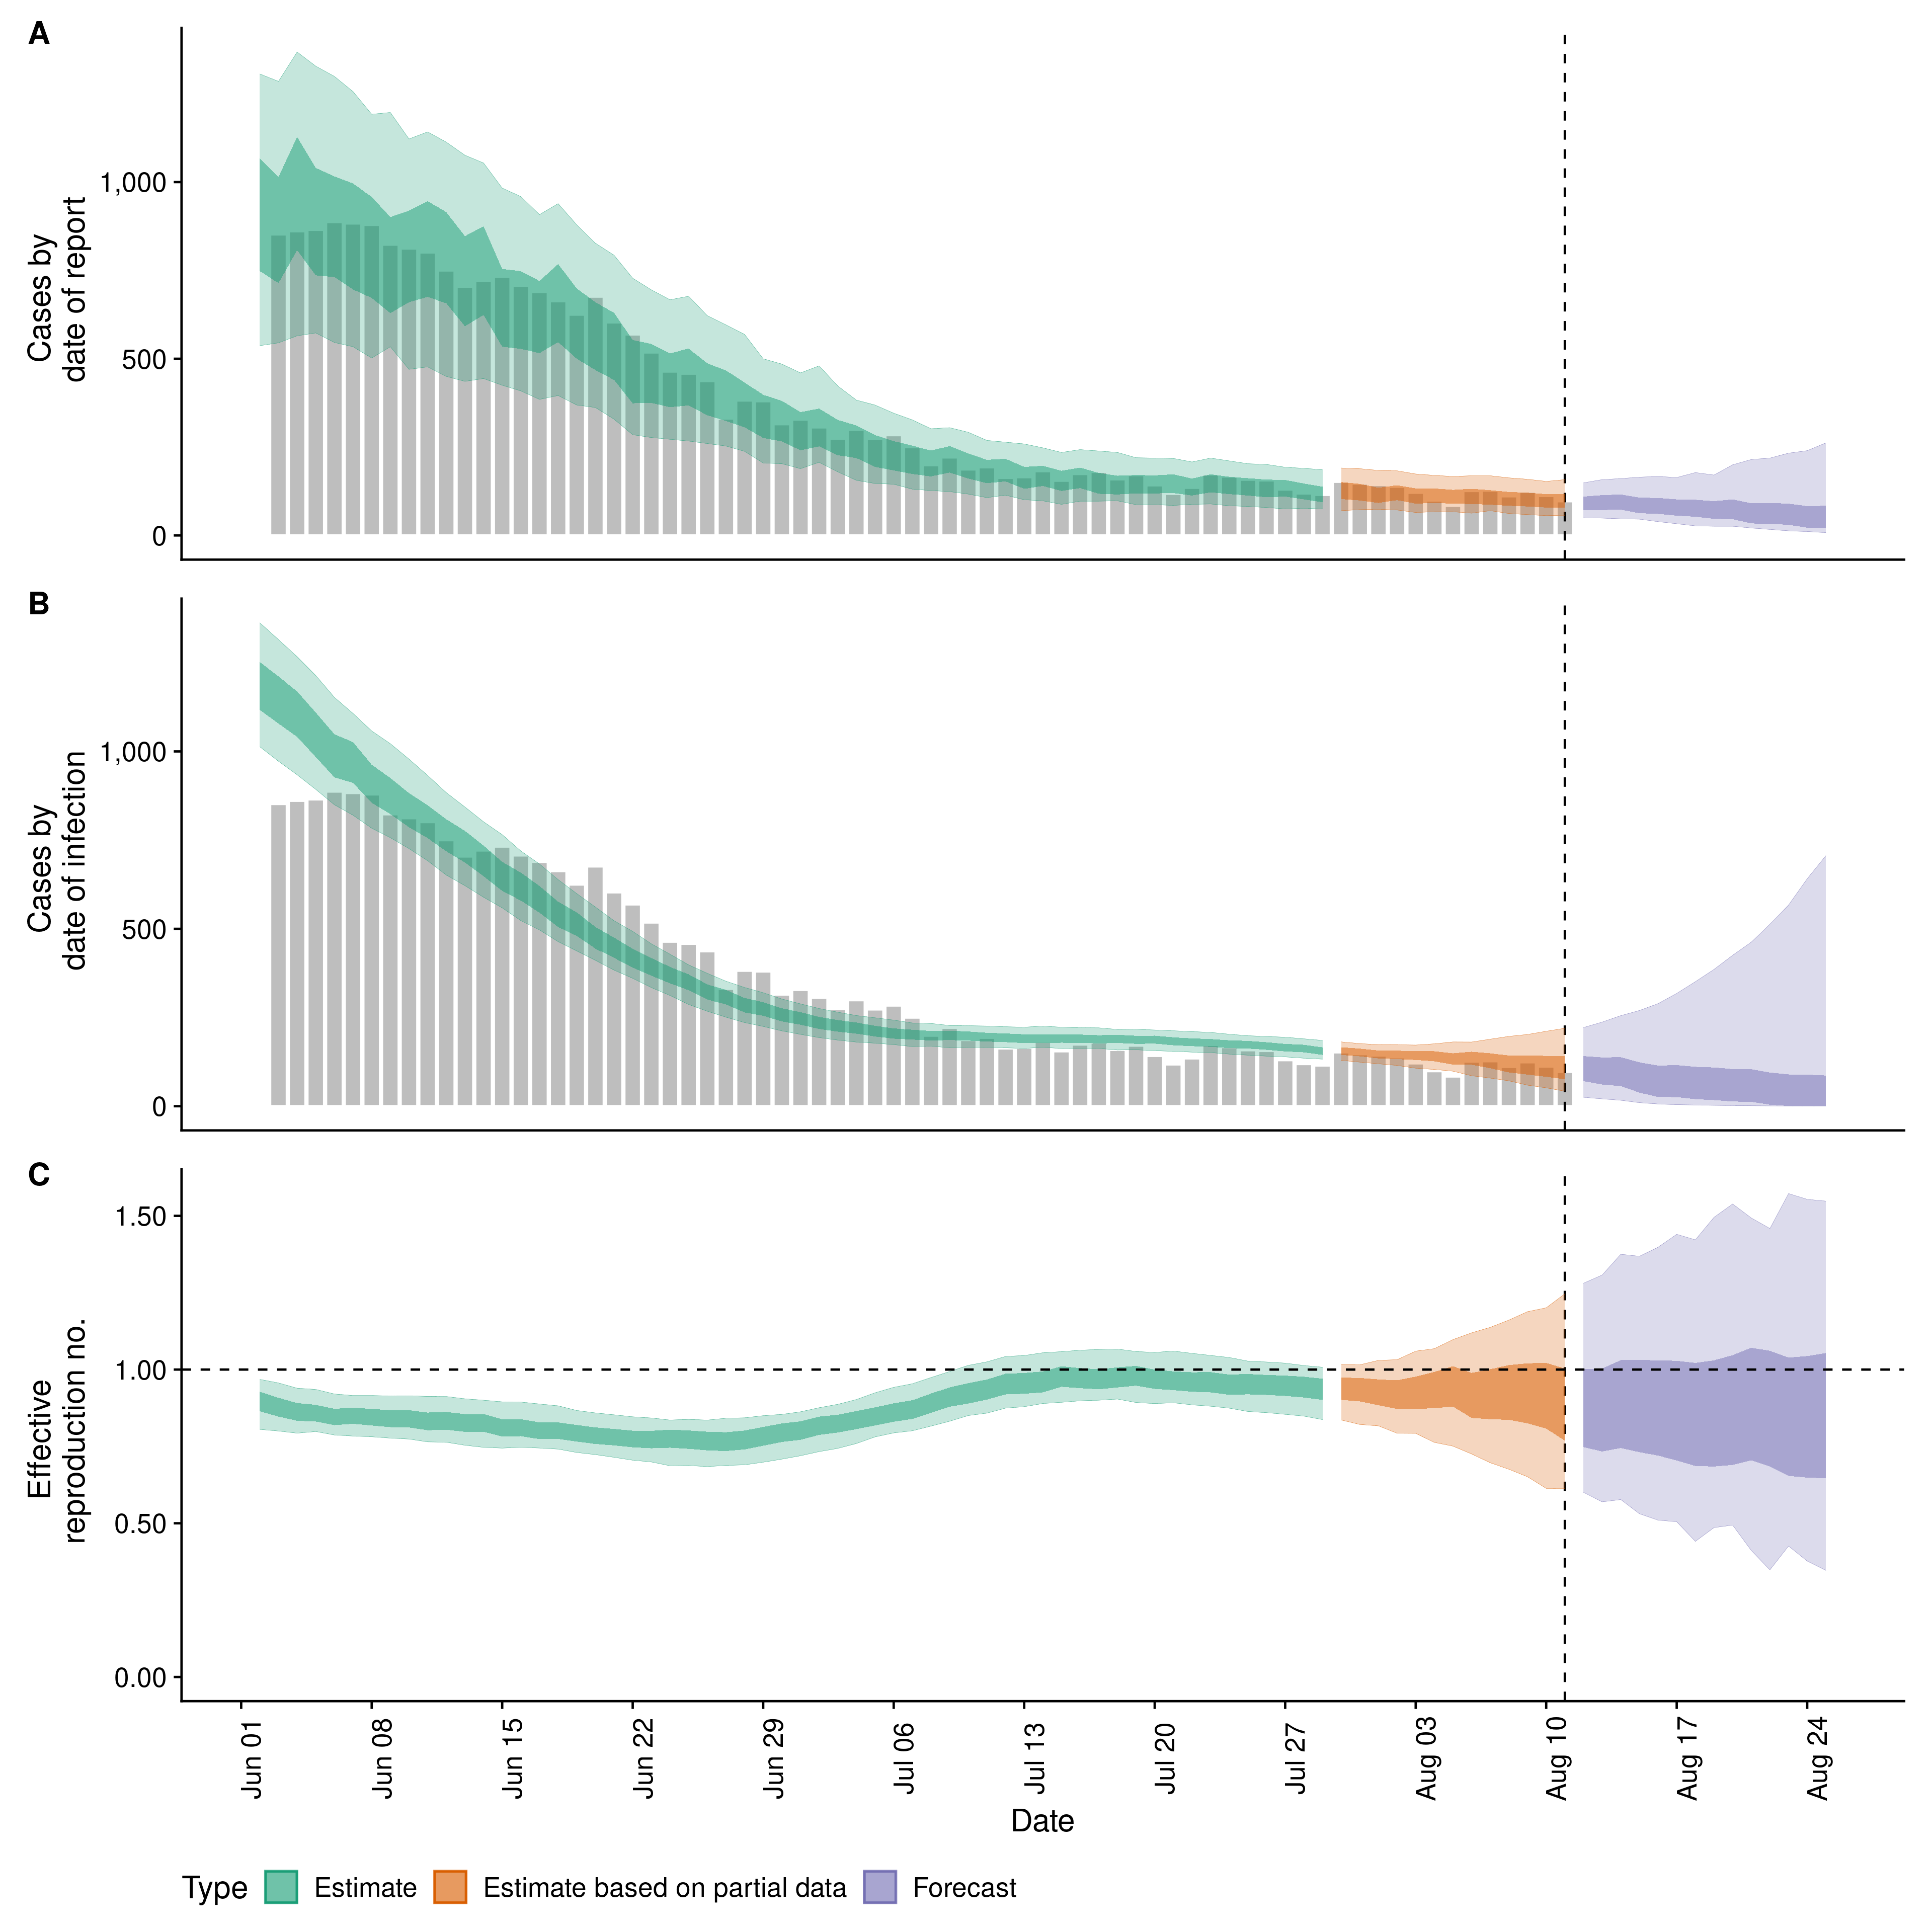 A
Cases by
date of report
1,000
500
0
B
Cases by
date of infection
1,000
500
0
C
Effective
reproduction no.
1.50
1.00
0.50
0.00
Jun 01
Jun 08
Jun 15
Jun 22
Jun 29
Jul 06
Jul 13
Jul 20
Jul 27
Aug 03
Aug 10
Aug 17
Aug 24
Date
Type Estimate Estimate based on partial data Forecast